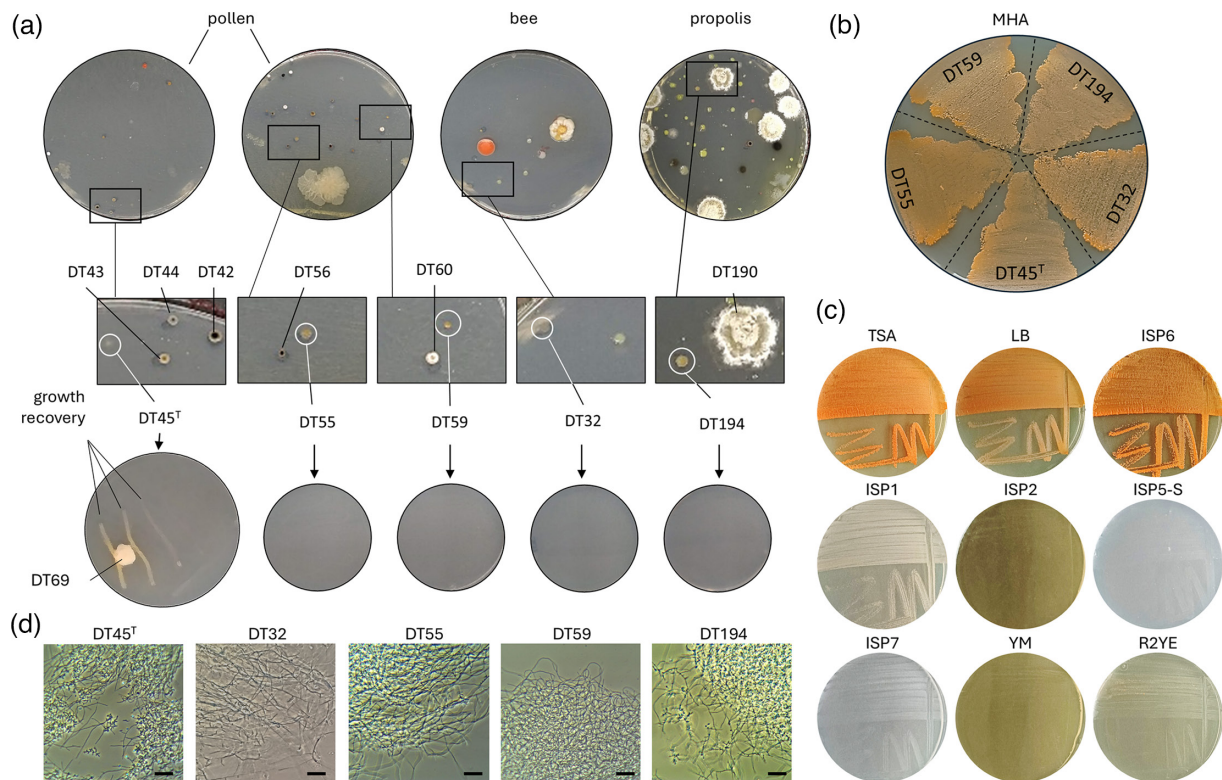 (a)
pollen
bee
propolis
DT43
DT44
DT42
DT56
DT60
DT190
growth
recovery
DT45ᵀ
DT55
DT59
DT32
DT194
DT69
(b)
MHA
DT59
DT194
DT55
DT32
DT45ᵀ
(c)
TSA
LB
ISP6
ISP1
ISP2
ISP5-S
ISP7
YM
R2YE
(d)
DT45ᵀ
DT32
DT55
DT59
DT194